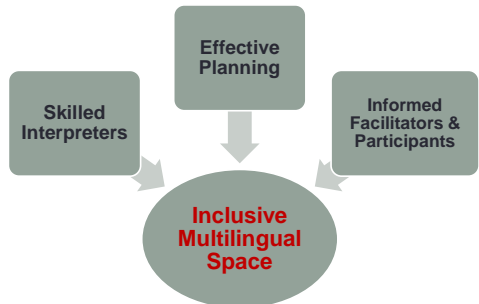 Effective
Planning
Skilled
Interpreters
Informed
Facilitators &
Participants
Inclusive
Multilingual
Space